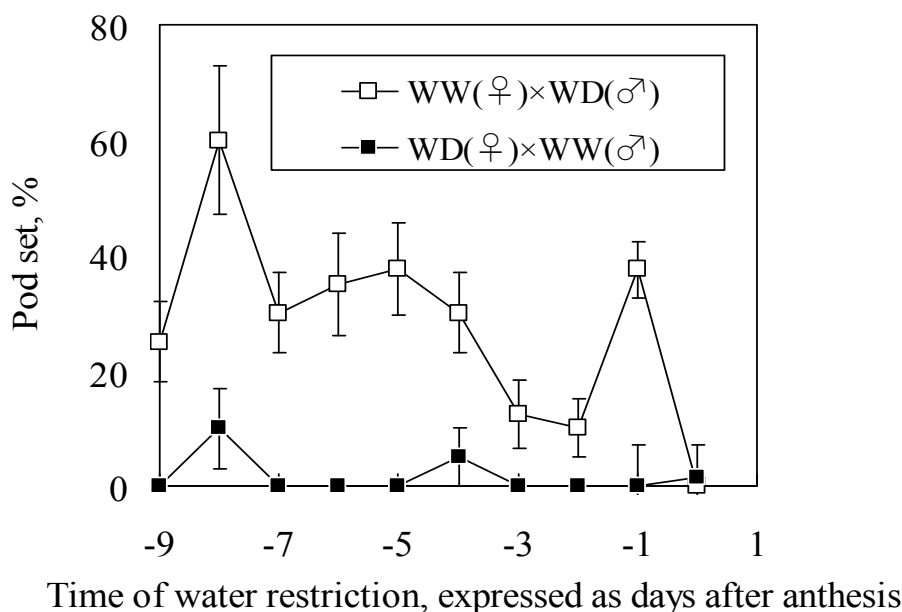 80
WW(♀)×WD(♂)
WD(♀)×WW(♂)
60
40
20
0
Pod set, %
-9 -7 -5 -3 -1 1
Time of water restriction, expressed as days after anthesis